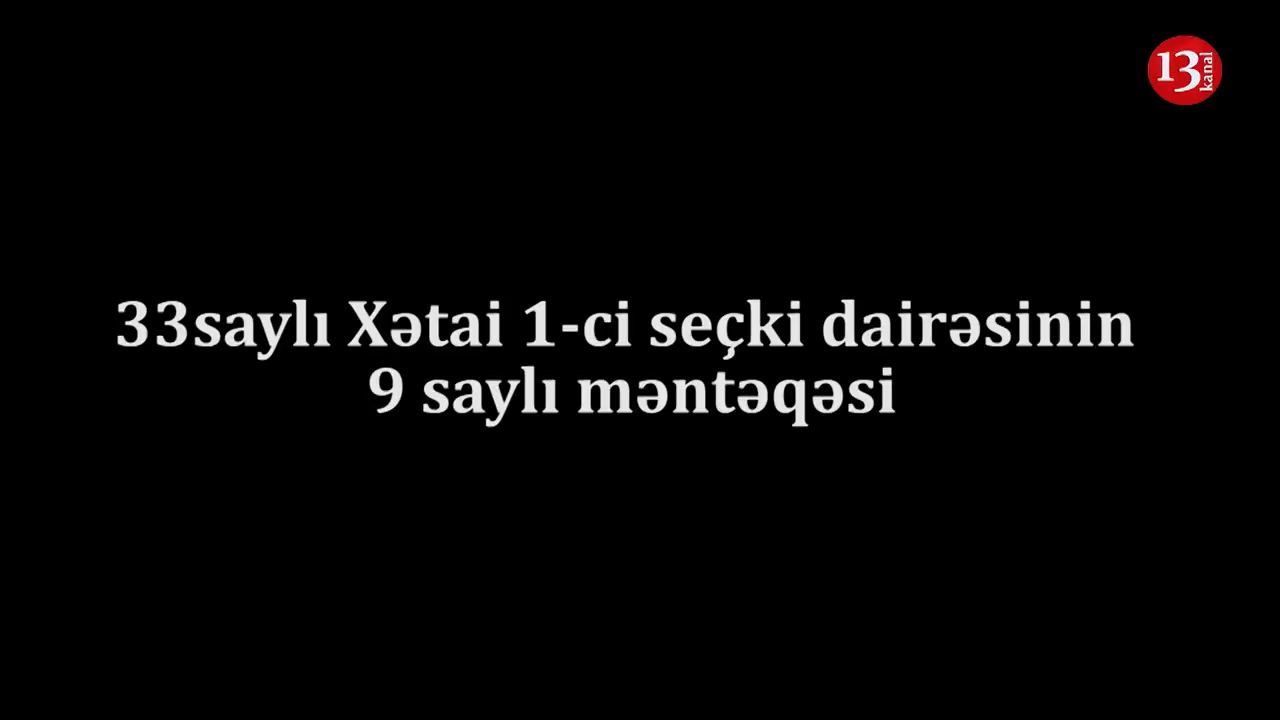 13 kanal
33saylı Xətai 1-ci seçki dairəsinin
9 saylı məntəqəsi